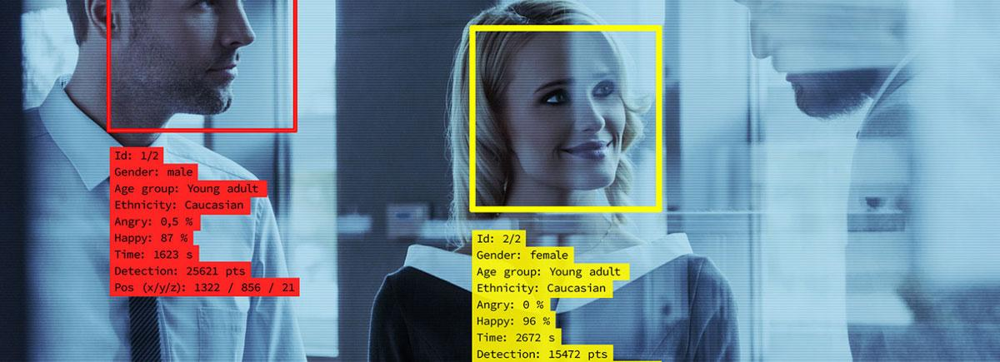 Id: 1/2
Gender: male
Age group: Young adult
Ethnicity: Caucasian
Angry: 0,5 %
Happy: 87 %
Time: 1623 s
Detection: 25621 pts
Pos (x/y/z): 1322 / 856 / 21
Id: 2/2
Gender: female
Age group: Young adult
Ethnicity: Caucasian
Angry: 0 %
Happy: 96 %
Time: 2672 s
Detection: 15472 pts